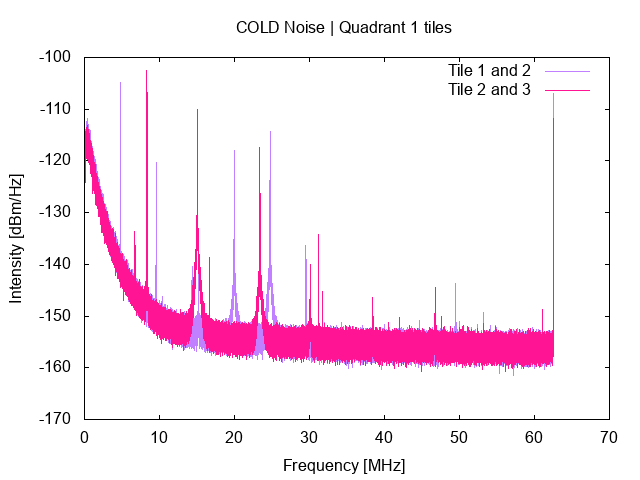 COLD Noise | Quadrant 1 tiles
Tile 1 and 2
Tile 2 and 3
-100
-110
-120
-130
-140
-150
-160
-170
Intensity [dBm/Hz]
0 10 20 30 40 50 60 70
Frequency [MHz]